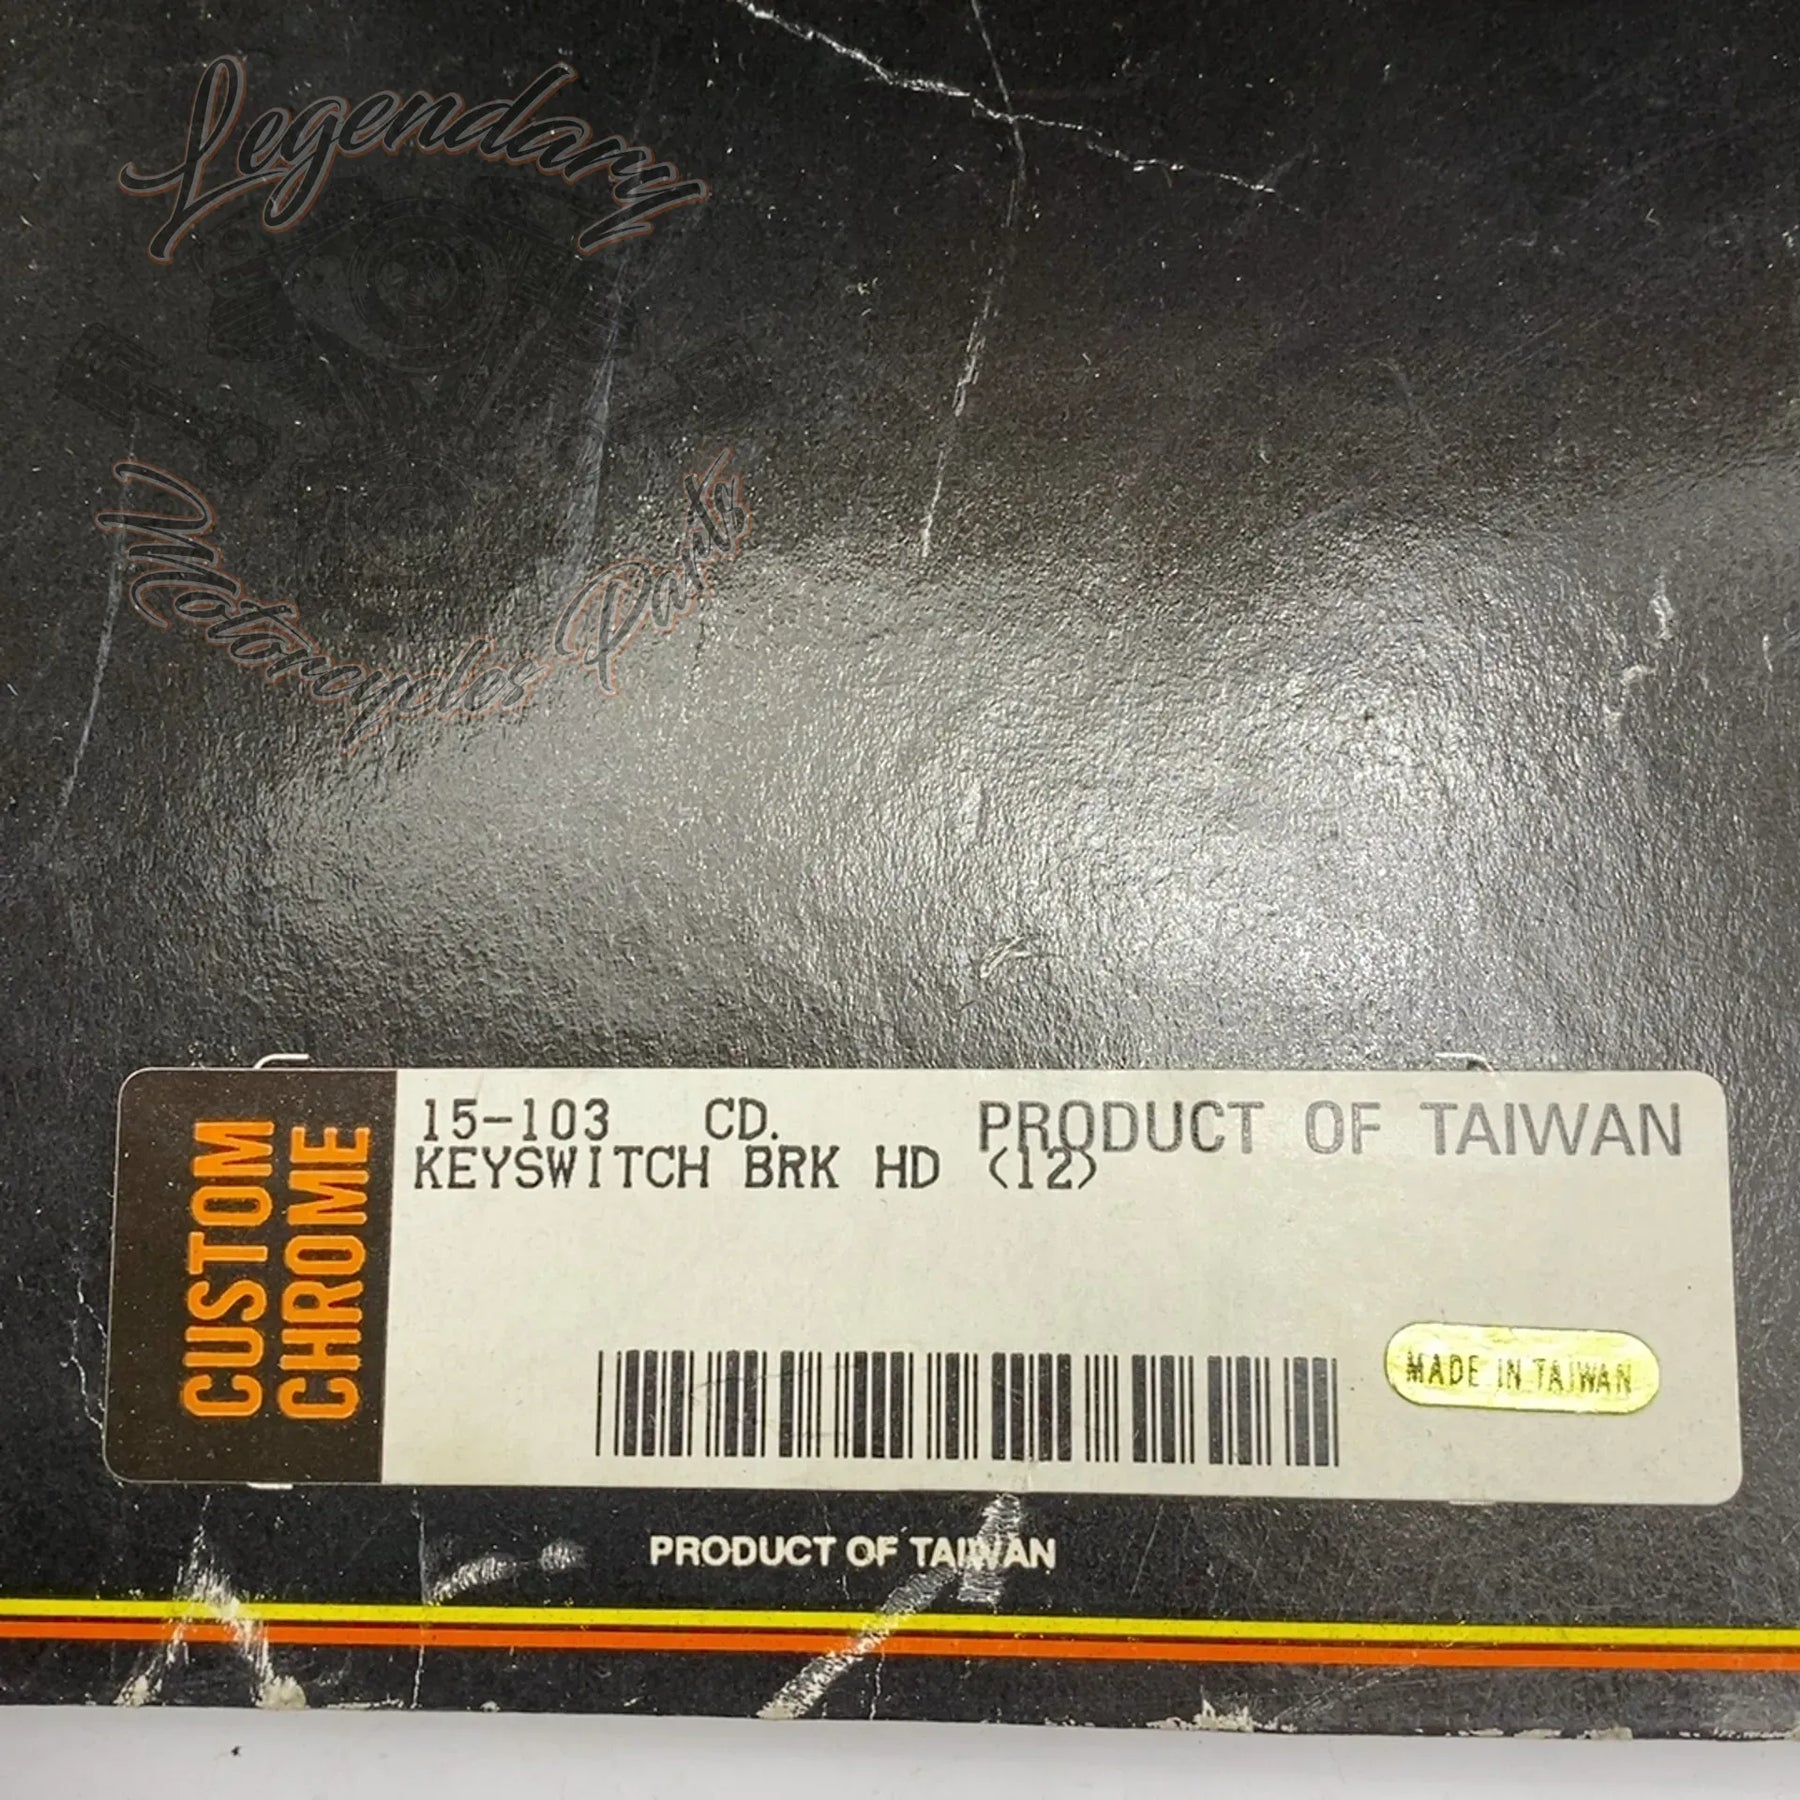 Legendary
Motorcycles Parts
CUSTOM
CHROME
15-103 CD.
KEYSWITCH BRK HD (12)
PRODUCT OF TAIWAN
MADE IN TAIWAN
PRODUCT OF TAIWAN